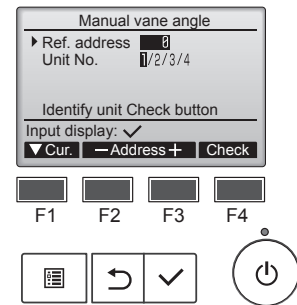 Manual vane angle
Ref. address 0
Unit No. 1/2/3/4
Identify unit Check button
Input display: ✓
▼ Cur. − Address + Check
F1 F2 F3 F4